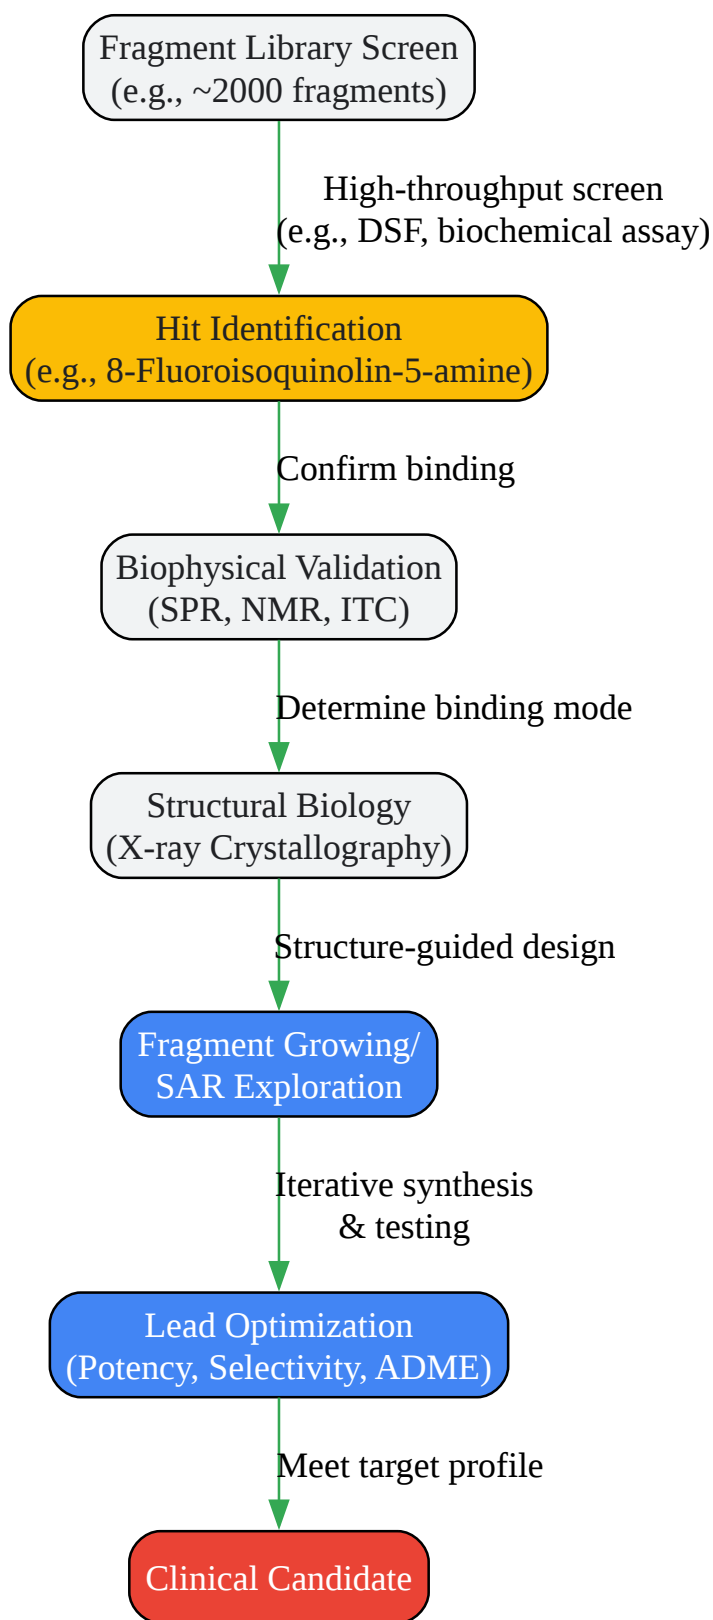 Fragment Library Screen
(e.g., ~2000 fragments)
High-throughput screen
(e.g., DSF, biochemical assay)
Hit Identification
(e.g., 8-Fluoroisoquinolin-5-amine)
Confirm binding
Biophysical Validation
(SPR, NMR, ITC)
Determine binding mode
Structural Biology
(X-ray Crystallography)
Structure-guided design
Fragment Growing/
SAR Exploration
Iterative synthesis
& testing
Lead Optimization
(Potency, Selectivity, ADME)
Meet target profile
Clinical Candidate